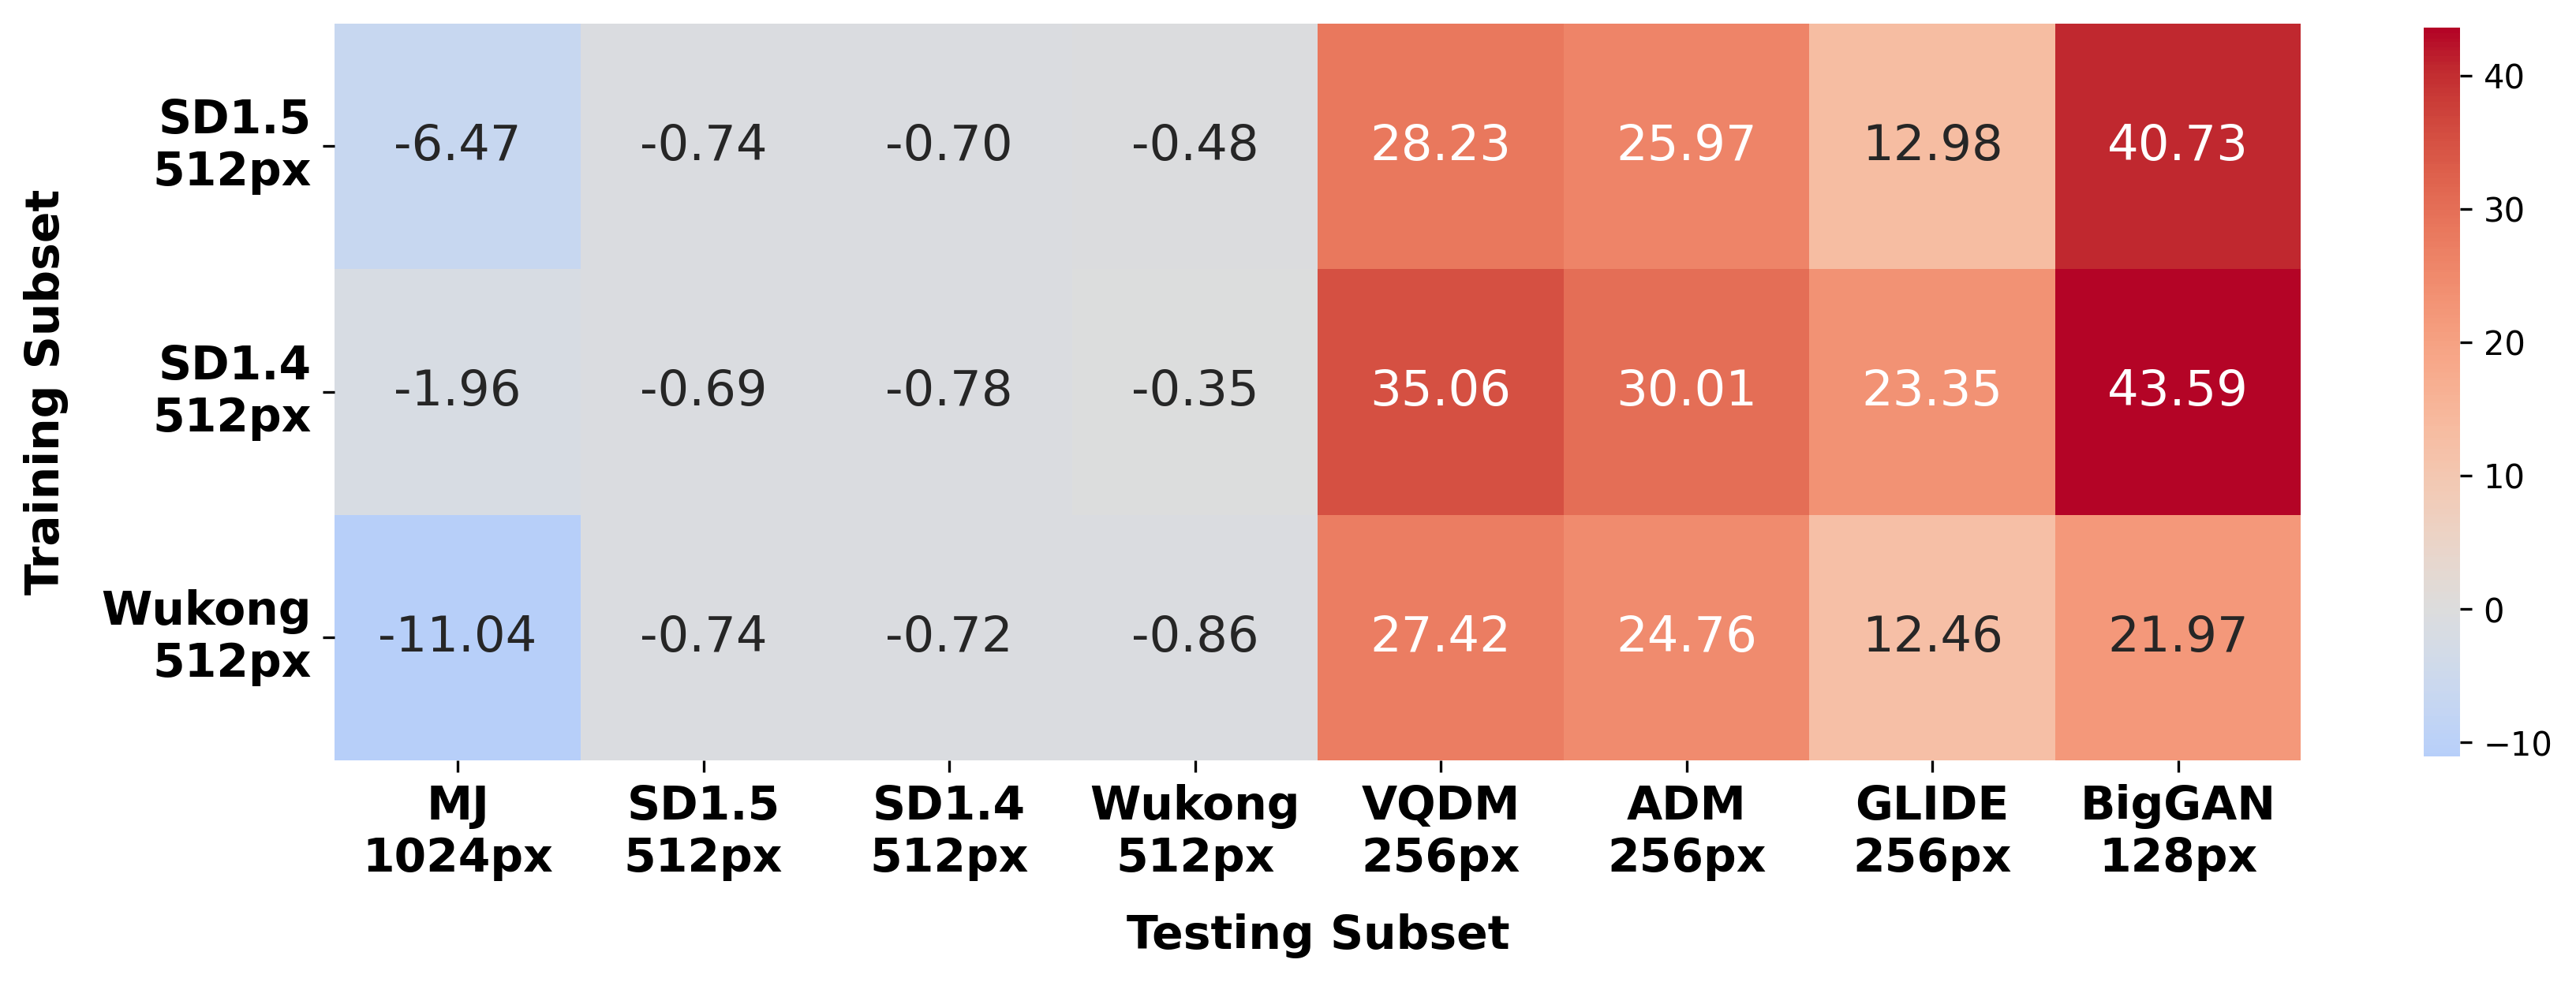 Training Subset
SD1.5
512px
-6.47 -0.74 -0.70 -0.48 28.23 25.97 12.98 40.73
SD1.4
512px
-1.96 -0.69 -0.78 -0.35 35.06 30.01 23.35 43.59
Wukong
512px
-11.04 -0.74 -0.72 -0.86 27.42 24.76 12.46 21.97
MJ SD1.5 SD1.4 Wukong VQDM ADM GLIDE BigGAN
1024px 512px 512px 512px 256px 256px 256px 128px
Testing Subset
40
30
20
10
0
−10